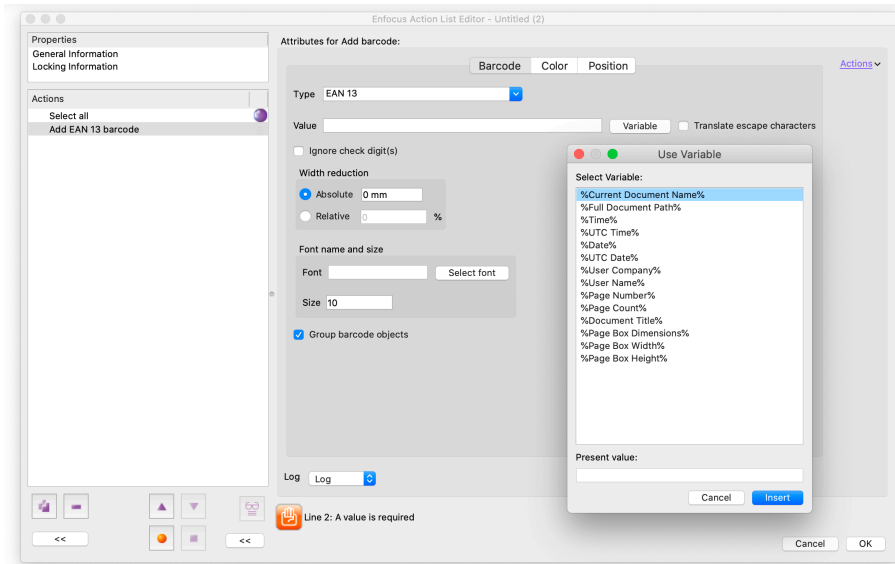 Enfocus Action List Editor - Untitled (2)
Properties
General Information
Locking Information
Actions
Select all
Add EAN 13 barcode
<<
<<
Attributes for Add barcode:
Barcode Color Position
Actions
Type EAN 13
Value Variable Translate escape characters
Ignore check digit(s)
Width reduction
Absolute 0 mm
Relative 0 %
Font name and size
Font Select font
Size 10
Group barcode objects
Log Log
Line 2: A value is required
Cancel OK
Use Variable
Select Variable:
%Current Document Name%
%Full Document Path%
%Time%
%UTC Time%
%Date%
%UTC Date%
%User Company%
%User Name%
%Page Number%
%Page Count%
%Document Title%
%Page Box Dimensions%
%Page Box Width%
%Page Box Height%
Present value:
Cancel Insert